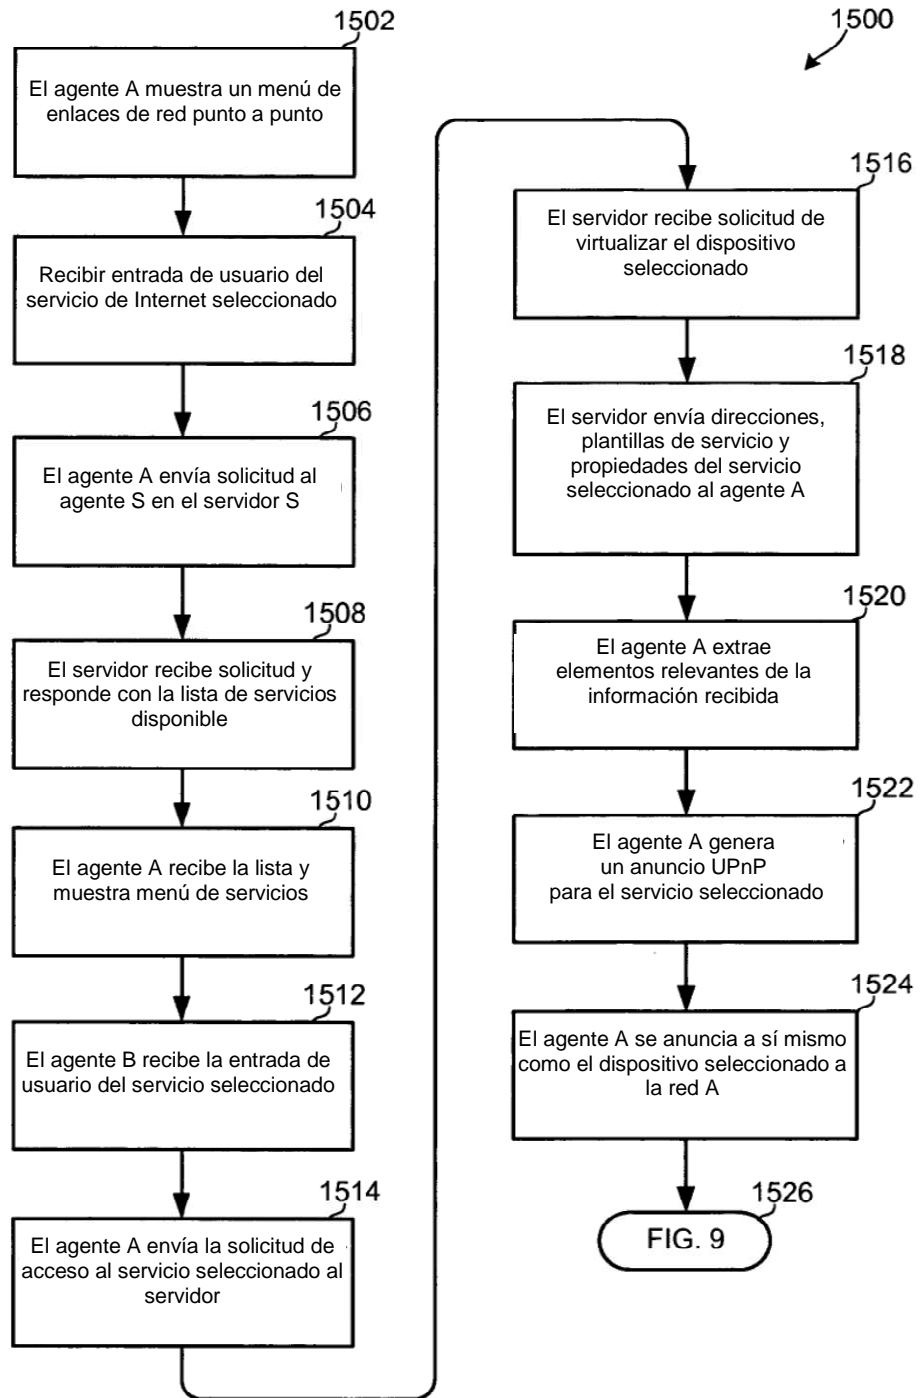 1500
1502
El agente A muestra un menú de
enlaces de red punto a punto
1504
Recibir entrada de usuario del
servicio de Internet seleccionado
1506
El agente A envía solicitud al
agente S en el servidor S
1508
El servidor recibe solicitud y
responde con la lista de servicios
disponible
1510
El agente A recibe la lista y
muestra menú de servicios
1512
El agente B recibe la entrada de
usuario del servicio seleccionado
1514
El agente A envía la solicitud de
acceso al servicio seleccionado al
servidor
1516
El servidor recibe solicitud de
virtualizar el dispositivo
seleccionado
1518
El servidor envía direcciones,
plantillas de servicio y
propiedades del servicio
seleccionado al agente A
1520
El agente A extrae
elementos relevantes de la
información recibida
1522
El agente A genera
un anuncio UPnP
para el servicio seleccionado
1524
El agente A se anuncia a sí mismo
como el dispositivo seleccionado a
la red A
1526
FIG. 9